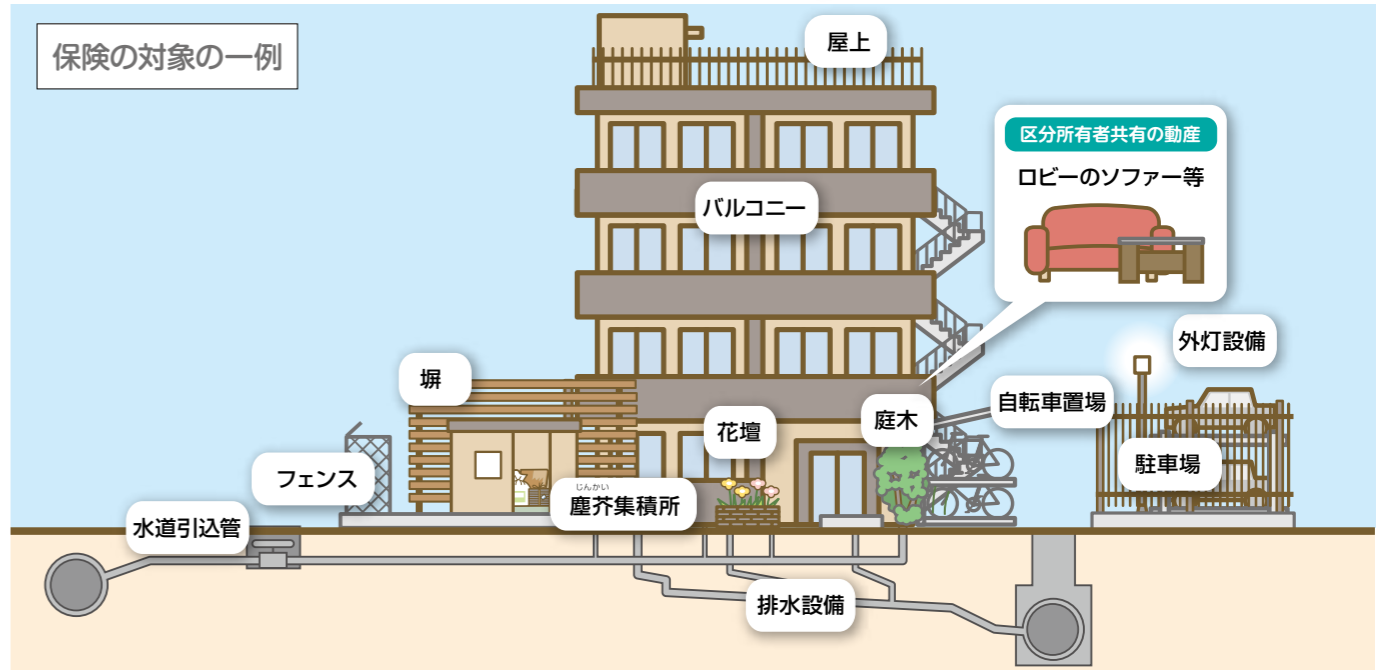 保険の対象の一例
屋上
区分所有者共有の動産
ロビーのソファー等
バルコニー
外灯設備
塀
自転車置場
庭木
花壇
駐車場
フェンス
じんかい
塵芥集積所
水道引込管
排水設備